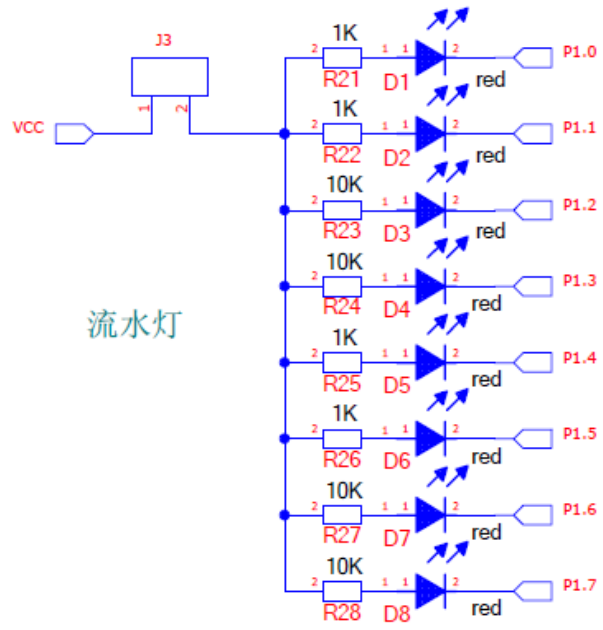 J3
1 2
VCC
流水灯
1K
2 1 1 2 P1.0
R21 D1 red
1K
2 1 1 2 P1.1
R22 D2 red
10K
2 1 1 2 P1.2
R23 D3 red
10K
2 1 1 2 P1.3
R24 D4 red
1K
2 1 1 2 P1.4
R25 D5 red
1K
2 1 1 2 P1.5
R26 D6 red
10K
2 1 1 2 P1.6
R27 D7 red
10K
2 1 1 2 P1.7
R28 D8 red